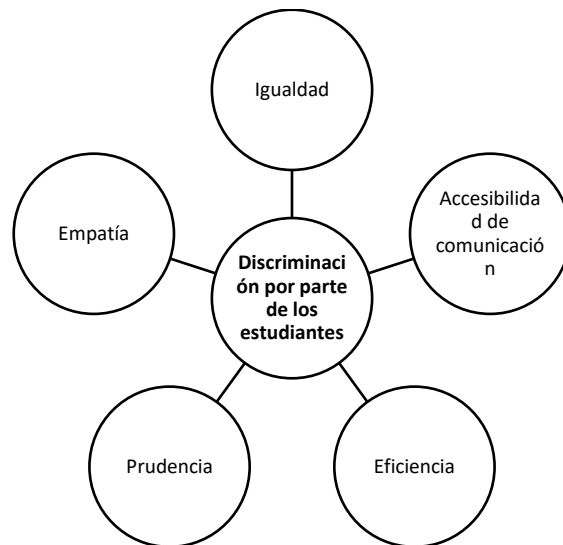 Igualdad
Accesibilida
d de
comunicació
n
Empatía
Discriminaci
ón por parte
de los
estudiantes
Prudencia
Eficiencia